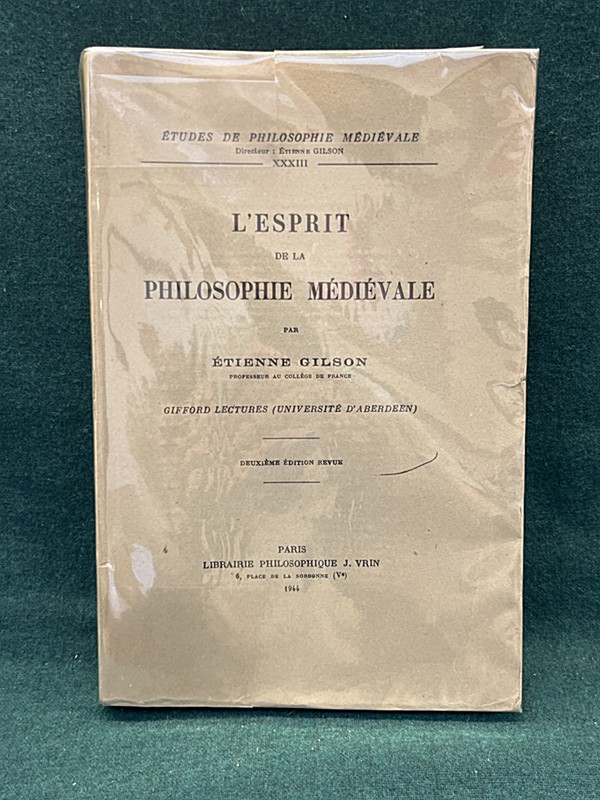 ÉTUDES DE PHILOSOPHIE MÉDIÉVALE
Directeur : ÉTIENNE GILSON
XXXIII
L'ESPRIT
DE LA
PHILOSOPHIE MÉDIÉVALE
PAR
ÉTIENNE GILSON
PROFESSEUR AU COLLÈGE DE FRANCE
GIFFORD LECTURES (UNIVERSITÉ D'ABERDEEN)
DEUXIÈME ÉDITION REVUE
PARIS
LIBRAIRIE PHILOSOPHIQUE J. VRIN
6, PLACE DE LA SORBONNE (Ve)
1944